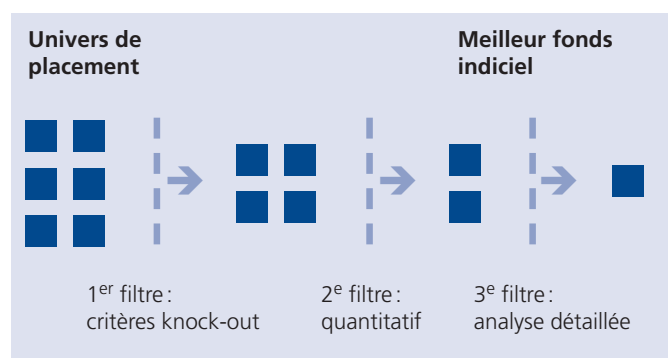 Univers de
placement
Meilleur fonds
indiciel
1er filtre :
critères knock-out
2e filtre :
quantitatif
3e filtre :
analyse détaillée